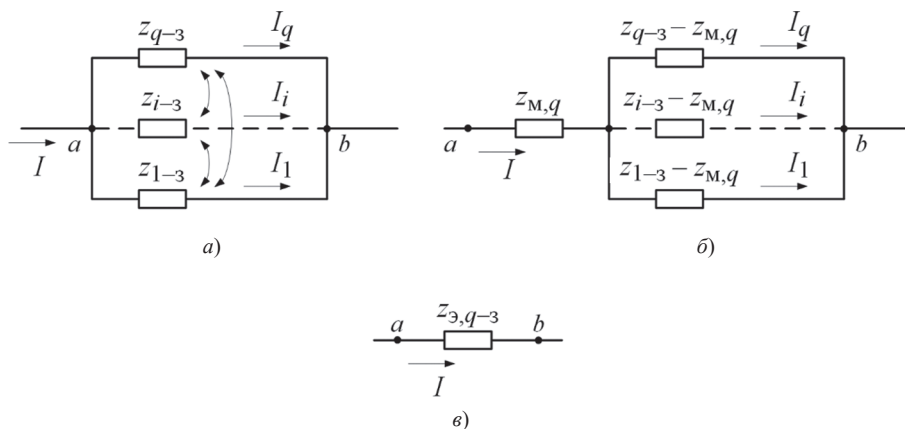 z_{q–з} I_q
z_{i–з} I_i
a b
I z_{1–з} I_1
а)
z_{q–з} – z_{м,q} I_q
z_{м,q} z_{i–з} – z_{м,q} I_i
a b
I z_{1–з} – z_{м,q} I_1
б)
z_{э,q–з}
a b
I
в)